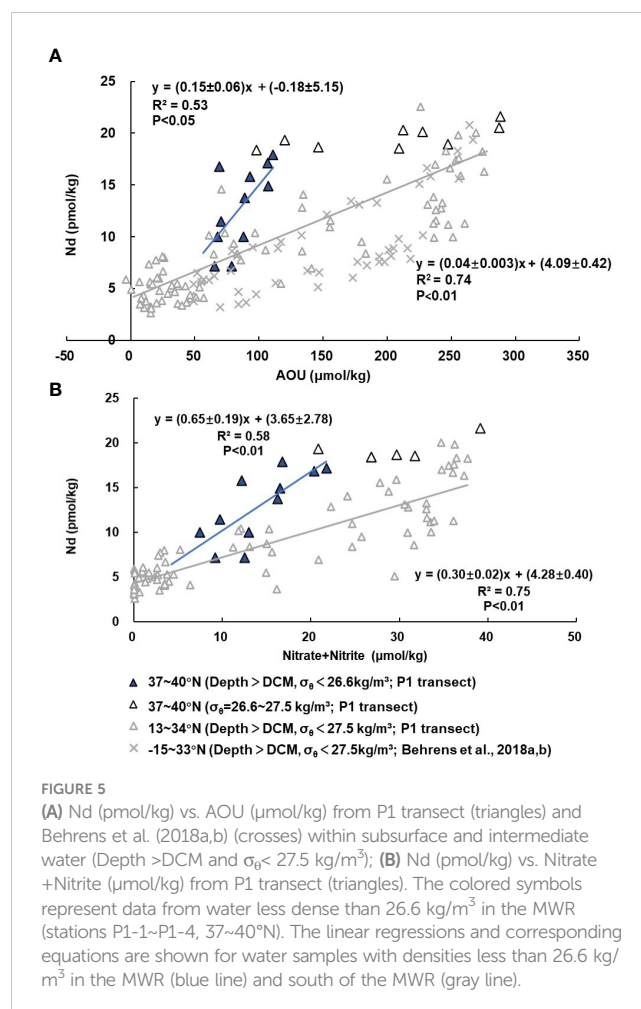 A
y = (0.15±0.06)x + (-0.18±5.15)
R² = 0.53
P<0.05
25
20
15
10
5
0
Nd (pmol/kg)
y = (0.04±0.003)x + (4.09±0.42)
R² = 0.74
P<0.01
-50 0 50 100 150 200 250 300 350
AOU (µmol/kg)
B
y = (0.65±0.19)x + (3.65±2.78)
R² = 0.58
P<0.01
25
20
15
10
5
0
Nd (pmol/kg)
y = (0.30±0.02)x + (4.28±0.40)
R² = 0.75
P<0.01
0 10 20 30 40 50
Nitrate+Nitrite (µmol/kg)
37~40°N (Depth > DCM, σθ < 26.6kg/m³; P1 transect)
37~40°N (σθ=26.6~27.5 kg/m³; P1 transect)
13~34°N (Depth > DCM, σθ < 27.5 kg/m³; P1 transect)
-15~33°N (Depth > DCM, σθ < 27.5kg/m³; Behrens et al., 2018a,b)
FIGURE 5
(A) Nd (pmol/kg) vs. AOU (µmol/kg) from P1 transect (triangles) and
Behrens et al. (2018a,b) (crosses) within subsurface and intermediate
water (Depth >DCM and σθ< 27.5 kg/m³); (B) Nd (pmol/kg) vs. Nitrate
+Nitrite (µmol/kg) from P1 transect (triangles). The colored symbols
represent data from water less dense than 26.6 kg/m³ in the MWR
(stations P1-1~P1-4, 37~40°N). The linear regressions and corresponding
equations are shown for water samples with densities less than 26.6 kg/
m³ in the MWR (blue line) and south of the MWR (gray line).